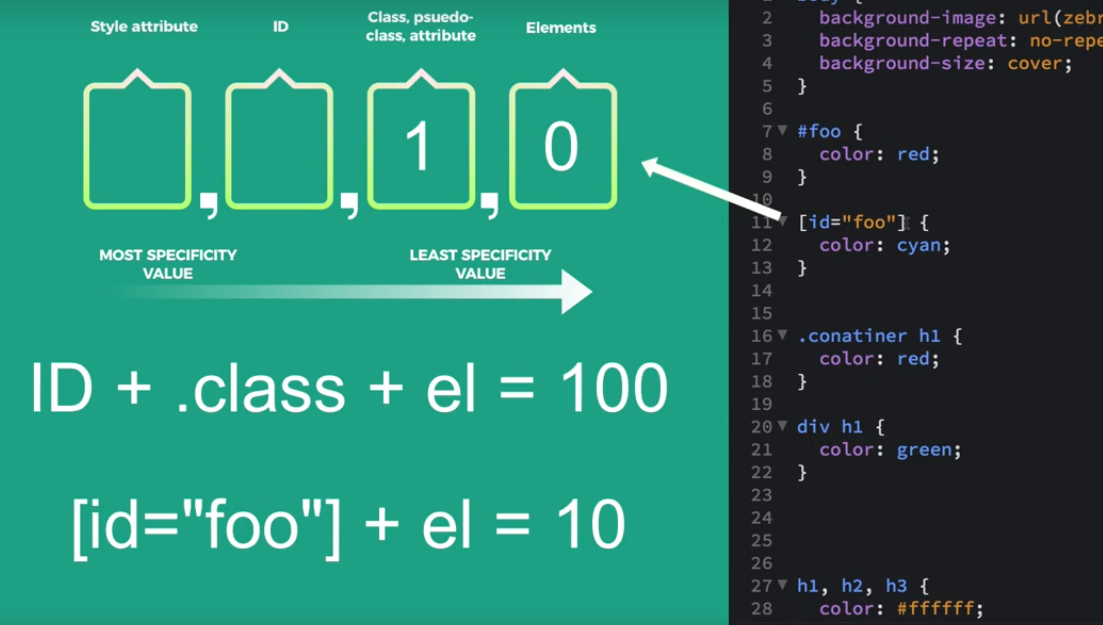 Style attribute
ID
Class, psuedo-
class, attribute
Elements
1
0
, , ,
MOST SPECIFICITY
VALUE
LEAST SPECIFICITY
VALUE
ID + .class + el = 100
[id="foo"] + el = 10
2 background-image: url(zebr
3 background-repeat: no-repe
4 background-size: cover;
5 }
6
7 #foo {
8 color: red;
9 }
10
11 [id="foo"] {
12 color: cyan;
13 }
14
15
16 .conatiner h1 {
17 color: red;
18 }
19
20 div h1 {
21 color: green;
22 }
23
24
25
26
27 h1, h2, h3 {
28 color: #ffffff;